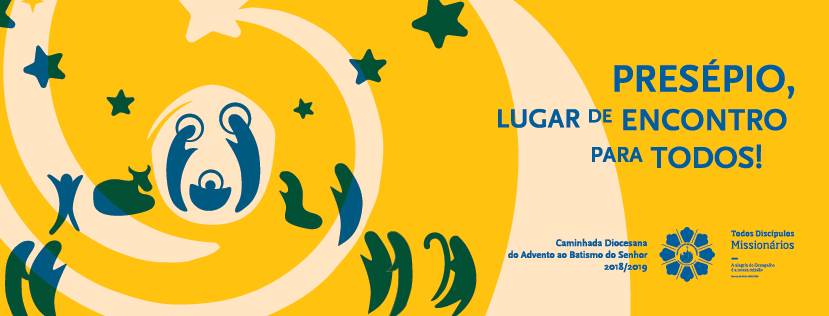 PRESÉPIO,
LUGAR DE ENCONTRO
PARA TODOS!
Caminhada Diocesana
do Advento ao Batismo do Senhor
2018/2019
Todos Discípulos
Missionários
A alegria do Evangelho
é a nossa missão